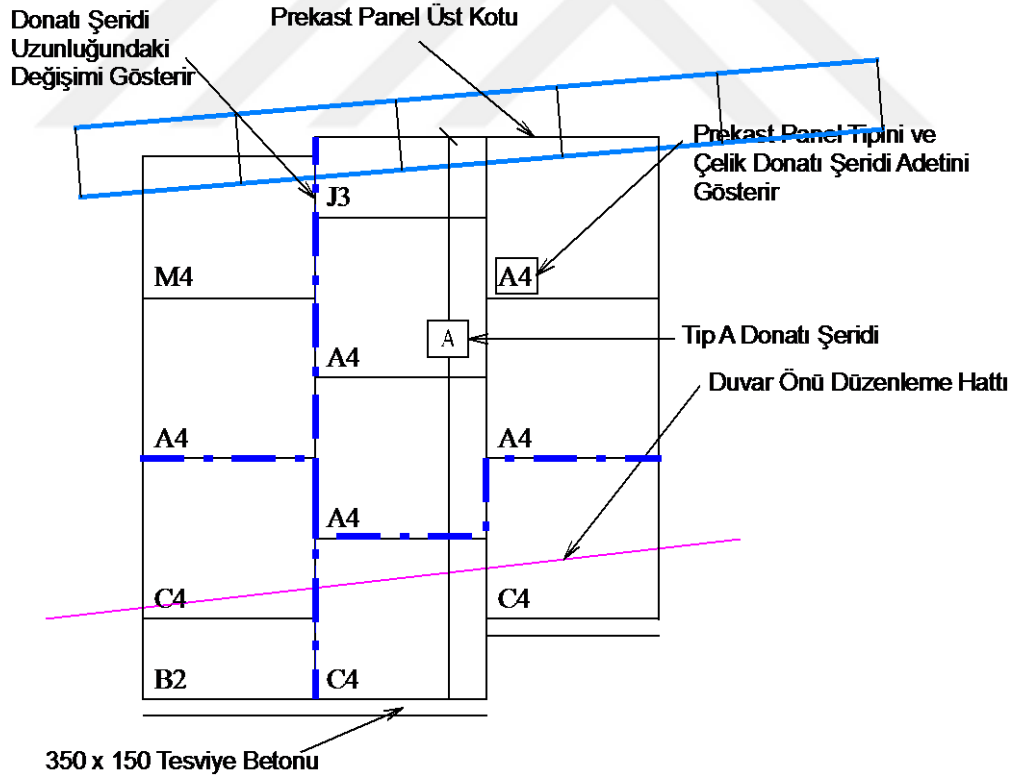 Donatı Şeridi
Uzunluğundaki
Değişimi Gösterir
Prekast Panel Üst Kotu
Prekast Panel Tipini ve
Çelik Donatı Şeridi Adetini
Gösterir
J3
M4
A4
A
Tip A Donatı Şeridi
A4
Duvar Önü Düzenleme Hattı
A4
A4
A4
C4
C4
B2
C4
350 x 150 Tesviye Betonu